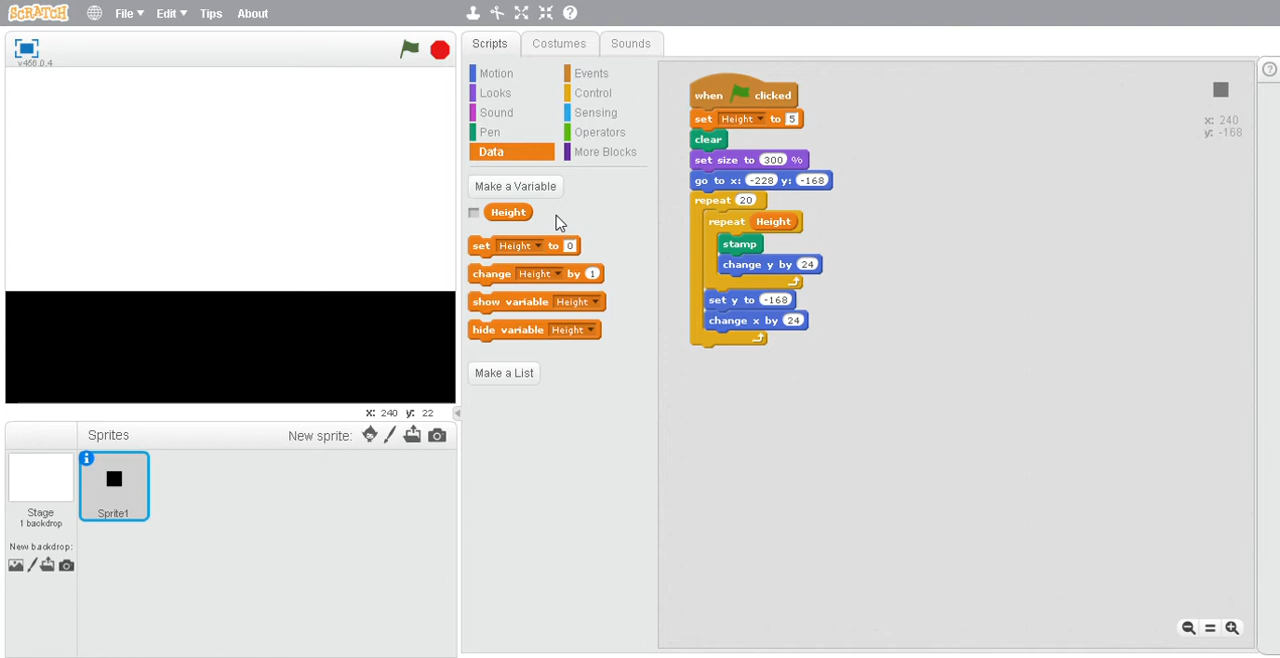 SCRATCH File Edit Tips About
v456.0.4
Scripts Costumes Sounds
Motion Events
Looks Control
Sound Sensing
Pen Operators
Data More Blocks
Make a Variable
Height
set Height to 0
change Height by 1
show variable Height
hide variable Height
Make a List
when clicked
set Height to 5
clear
set size to 300 %
go to x: -228 y: -168
repeat 20
repeat Height
stamp
change y by 24
set y to -168
change x by 24
x: 240
y: -168
x: 240 y: 22
Sprites New sprite:
Stage
1 backdrop
New backdrop:
Sprite1